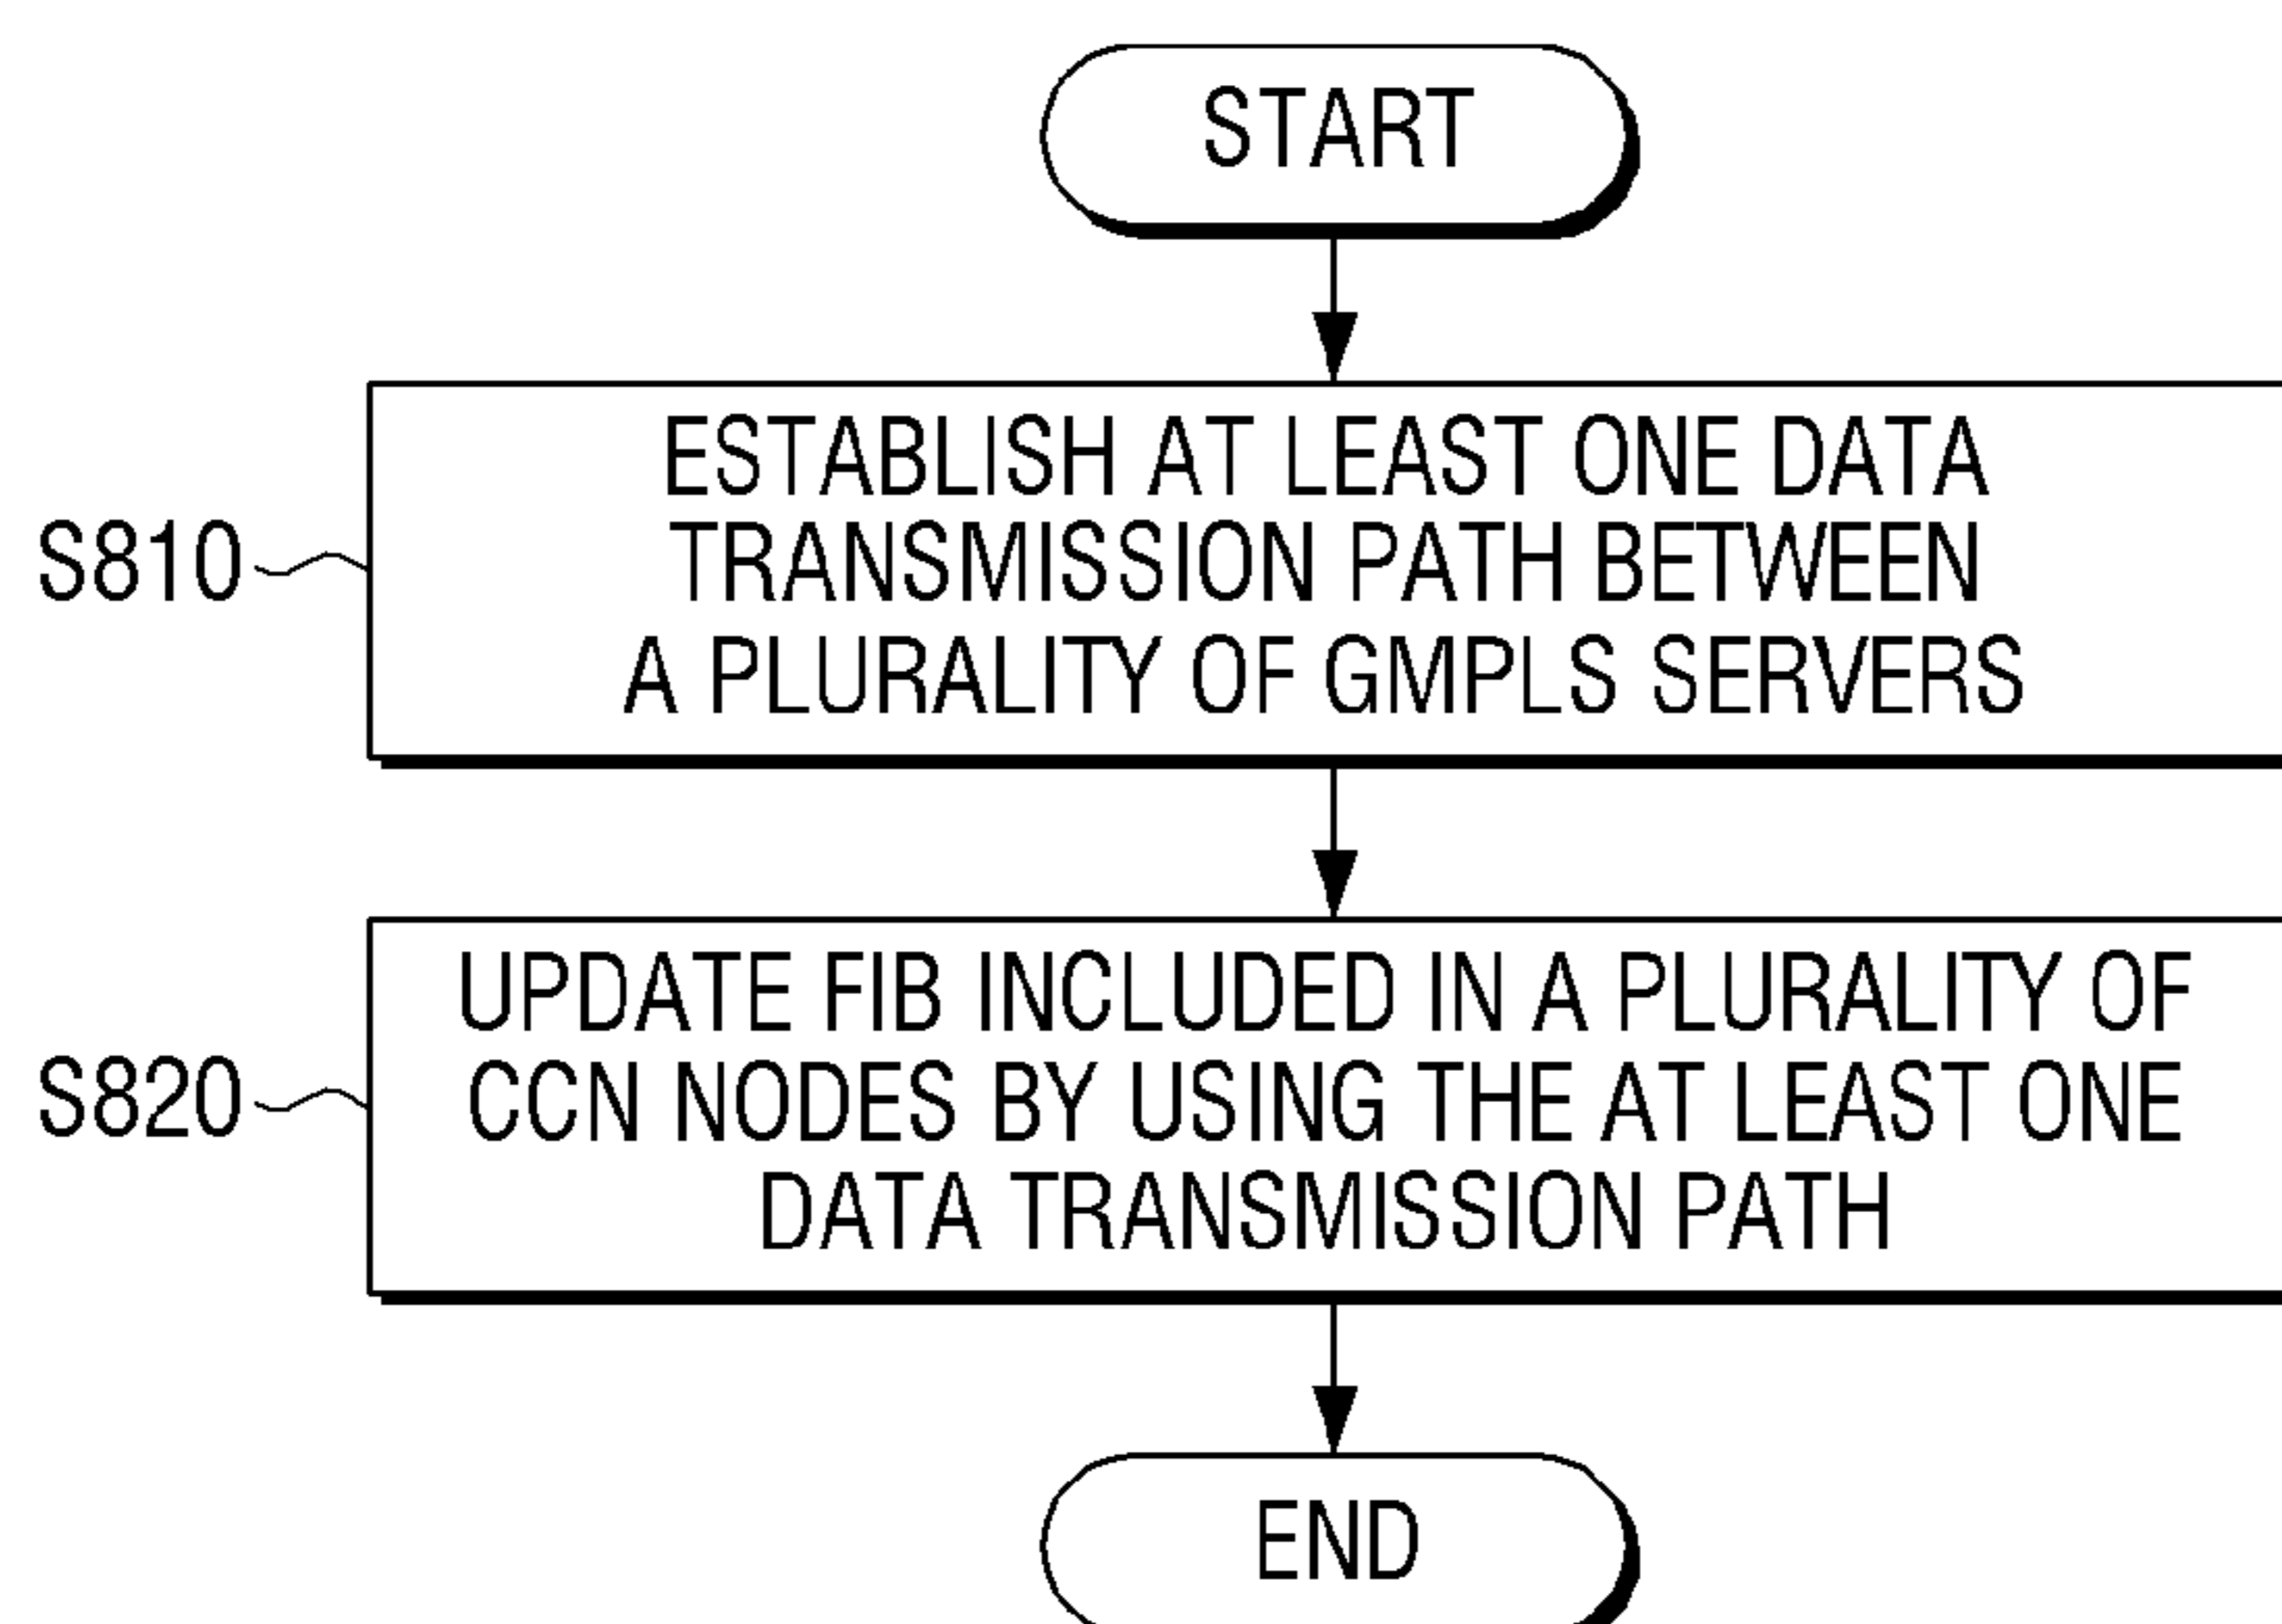 START
S810
ESTABLISH AT LEAST ONE DATA
TRANSMISSION PATH BETWEEN
A PLURALITY OF GMPLS SERVERS
S820
UPDATE FIB INCLUDED IN A PLURALITY OF
CCN NODES BY USING THE AT LEAST ONE
DATA TRANSMISSION PATH
END